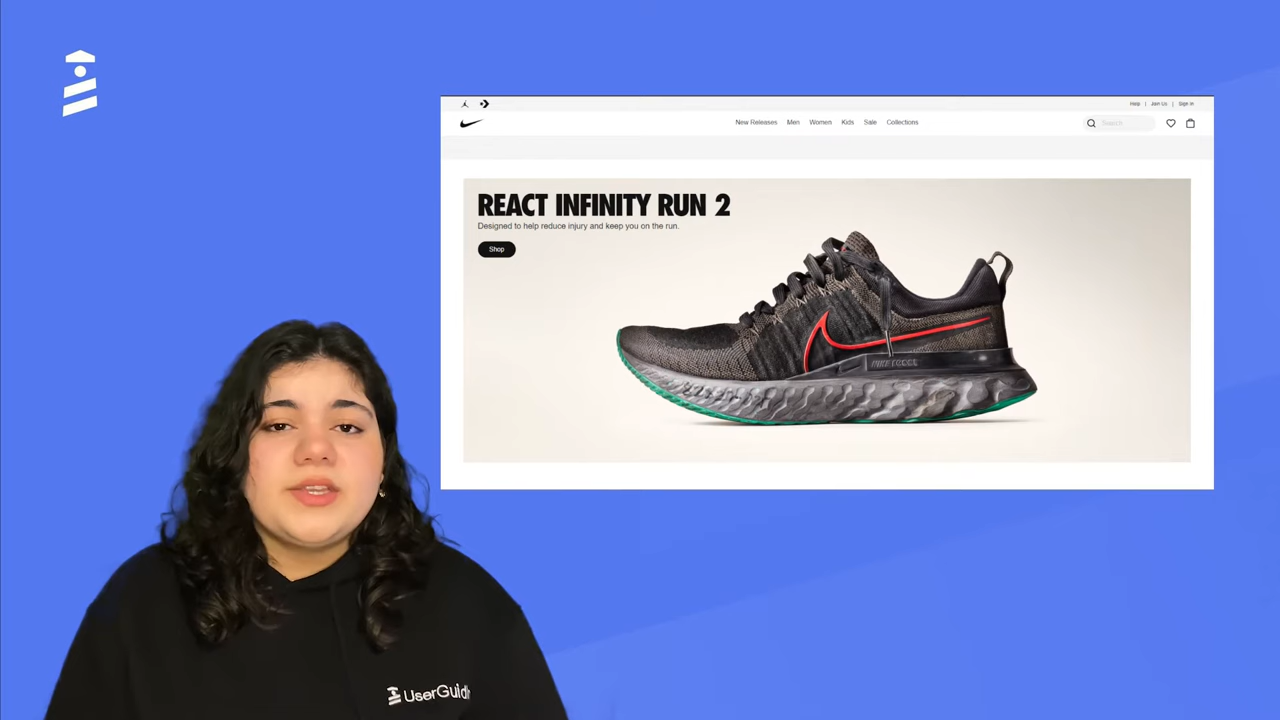 Help | Join Us | Sign In
New Releases Men Women Kids Sale Collections
Search
REACT INFINITY RUN 2
Designed to help reduce injury and keep you on the run.
Shop
UserGuid